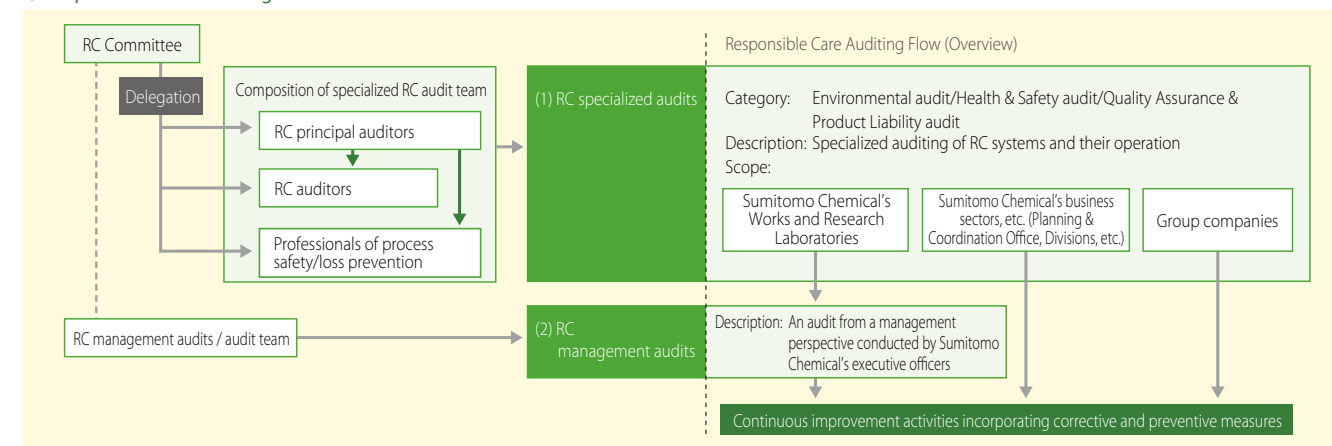 RC Committee
Delegation
Composition of specialized RC audit team
RC principal auditors
RC auditors
Professionals of process
safety/loss prevention
RC management audits / audit team
(1) RC specialized audits
(2) RC
management audits
Responsible Care Auditing Flow (Overview)
Category: Environmental audit/Health & Safety audit/Quality Assurance &
Product Liability audit
Description: Specialized auditing of RC systems and their operation
Scope:
Sumitomo Chemical's
Works and Research
Laboratories
Sumitomo Chemical's business
sectors, etc. (Planning &
Coordination Office, Divisions, etc.)
Group companies
Description: An audit from a management
perspective conducted by Sumitomo
Chemical's executive officers
Continuous improvement activities incorporating corrective and preventive measures